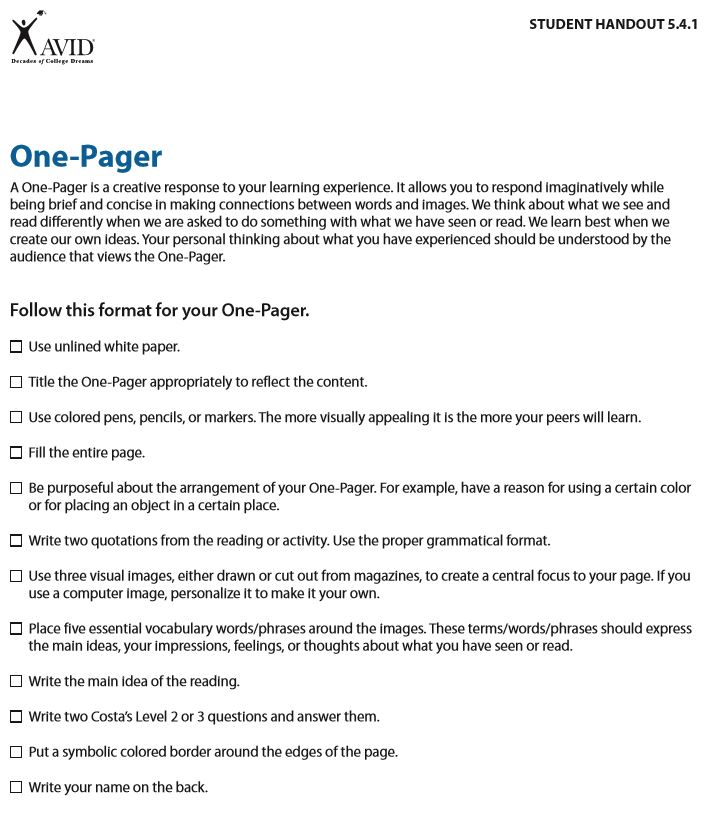 STUDENT HANDOUT 5.4.1
AVID®
Decades of College Dreams
One-Pager
A One-Pager is a creative response to your learning experience. It allows you to respond imaginatively while
being brief and concise in making connections between words and images. We think about what we see and
read differently when we are asked to do something with what we have seen or read. We learn best when we
create our own ideas. Your personal thinking about what you have experienced should be understood by the
audience that views the One-Pager.
Follow this format for your One-Pager.
Use unlined white paper.
Title the One-Pager appropriately to reflect the content.
Use colored pens, pencils, or markers. The more visually appealing it is the more your peers will learn.
Fill the entire page.
Be purposeful about the arrangement of your One-Pager. For example, have a reason for using a certain color
or for placing an object in a certain place.
Write two quotations from the reading or activity. Use the proper grammatical format.
Use three visual images, either drawn or cut out from magazines, to create a central focus to your page. If you
use a computer image, personalize it to make it your own.
Place five essential vocabulary words/phrases around the images. These terms/words/phrases should express
the main ideas, your impressions, feelings, or thoughts about what you have seen or read.
Write the main idea of the reading.
Write two Costa's Level 2 or 3 questions and answer them.
Put a symbolic colored border around the edges of the page.
Write your name on the back.